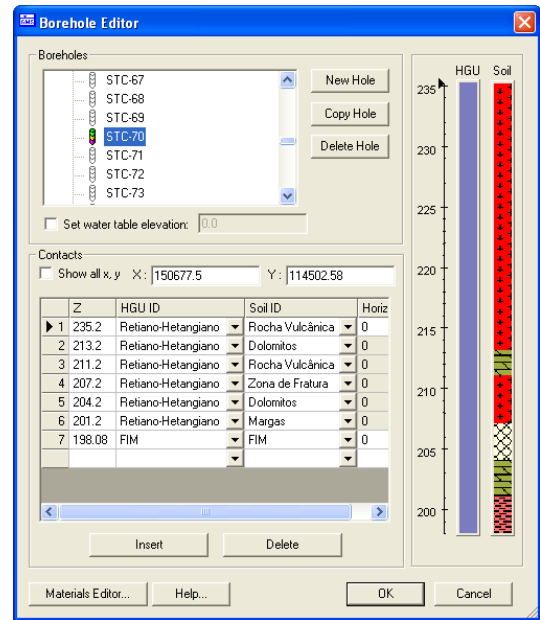 GMS Borehole Editor
Boreholes
STC-67
STC-68
STC-69
STC-70
STC-71
STC-72
STC-73
New Hole
Copy Hole
Delete Hole
Set water table elevation: 0.0
Contacts
Show all x, y X: 150677.5 Y: 114502.58
Z HGU ID Soil ID Horiz
1 235.2 Retiano-Hetangiano Rocha Vulcânica 0
2 213.2 Retiano-Hetangiano Dolomitos 0
3 211.2 Retiano-Hetangiano Rocha Vulcânica 0
4 207.2 Retiano-Hetangiano Zona de Fratura 0
5 204.2 Retiano-Hetangiano Dolomitos 0
6 201.2 Retiano-Hetangiano Margas 0
7 198.08 FIM FIM 0
Insert Delete
HGU Soil
235
230
225
220
215
210
205
200
Materials Editor... Help... OK Cancel